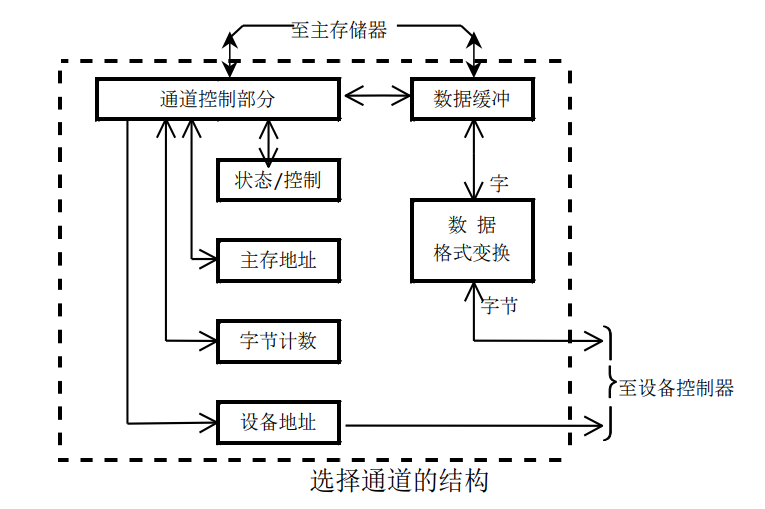 至主存储器
通道控制部分
数据缓冲
状态/控制
字
数 据
格式变换
主存地址
字节
字节计数
至设备控制器
设备地址
选择通道的结构